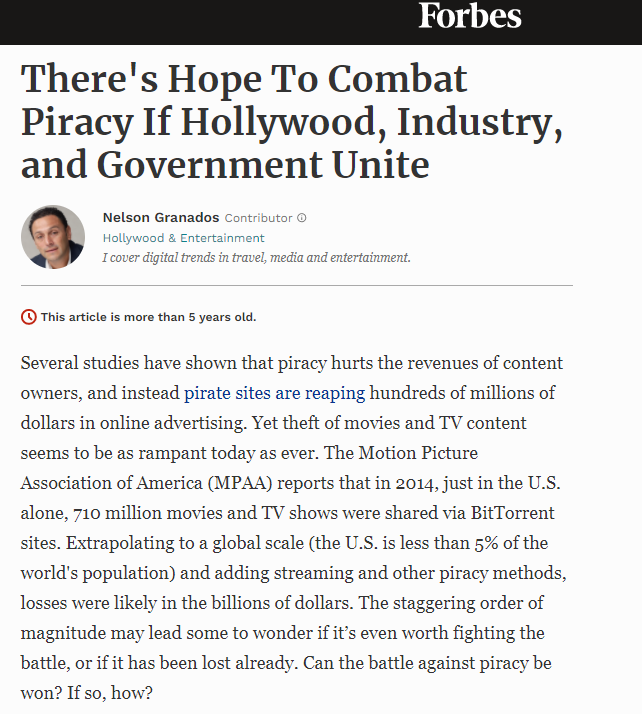 Forbes
There's Hope To Combat
Piracy If Hollywood, Industry,
and Government Unite
Nelson Granados Contributor
Hollywood & Entertainment
I cover digital trends in travel, media and entertainment.
This article is more than 5 years old.
Several studies have shown that piracy hurts the revenues of content
owners, and instead pirate sites are reaping hundreds of millions of
dollars in online advertising. Yet theft of movies and TV content
seems to be as rampant today as ever. The Motion Picture
Association of America (MPAA) reports that in 2014, just in the U.S.
alone, 710 million movies and TV shows were shared via BitTorrent
sites. Extrapolating to a global scale (the U.S. is less than 5% of the
world's population) and adding streaming and other piracy methods,
losses were likely in the billions of dollars. The staggering order of
magnitude may lead some to wonder if it’s even worth fighting the
battle, or if it has been lost already. Can the battle against piracy be
won? If so, how?